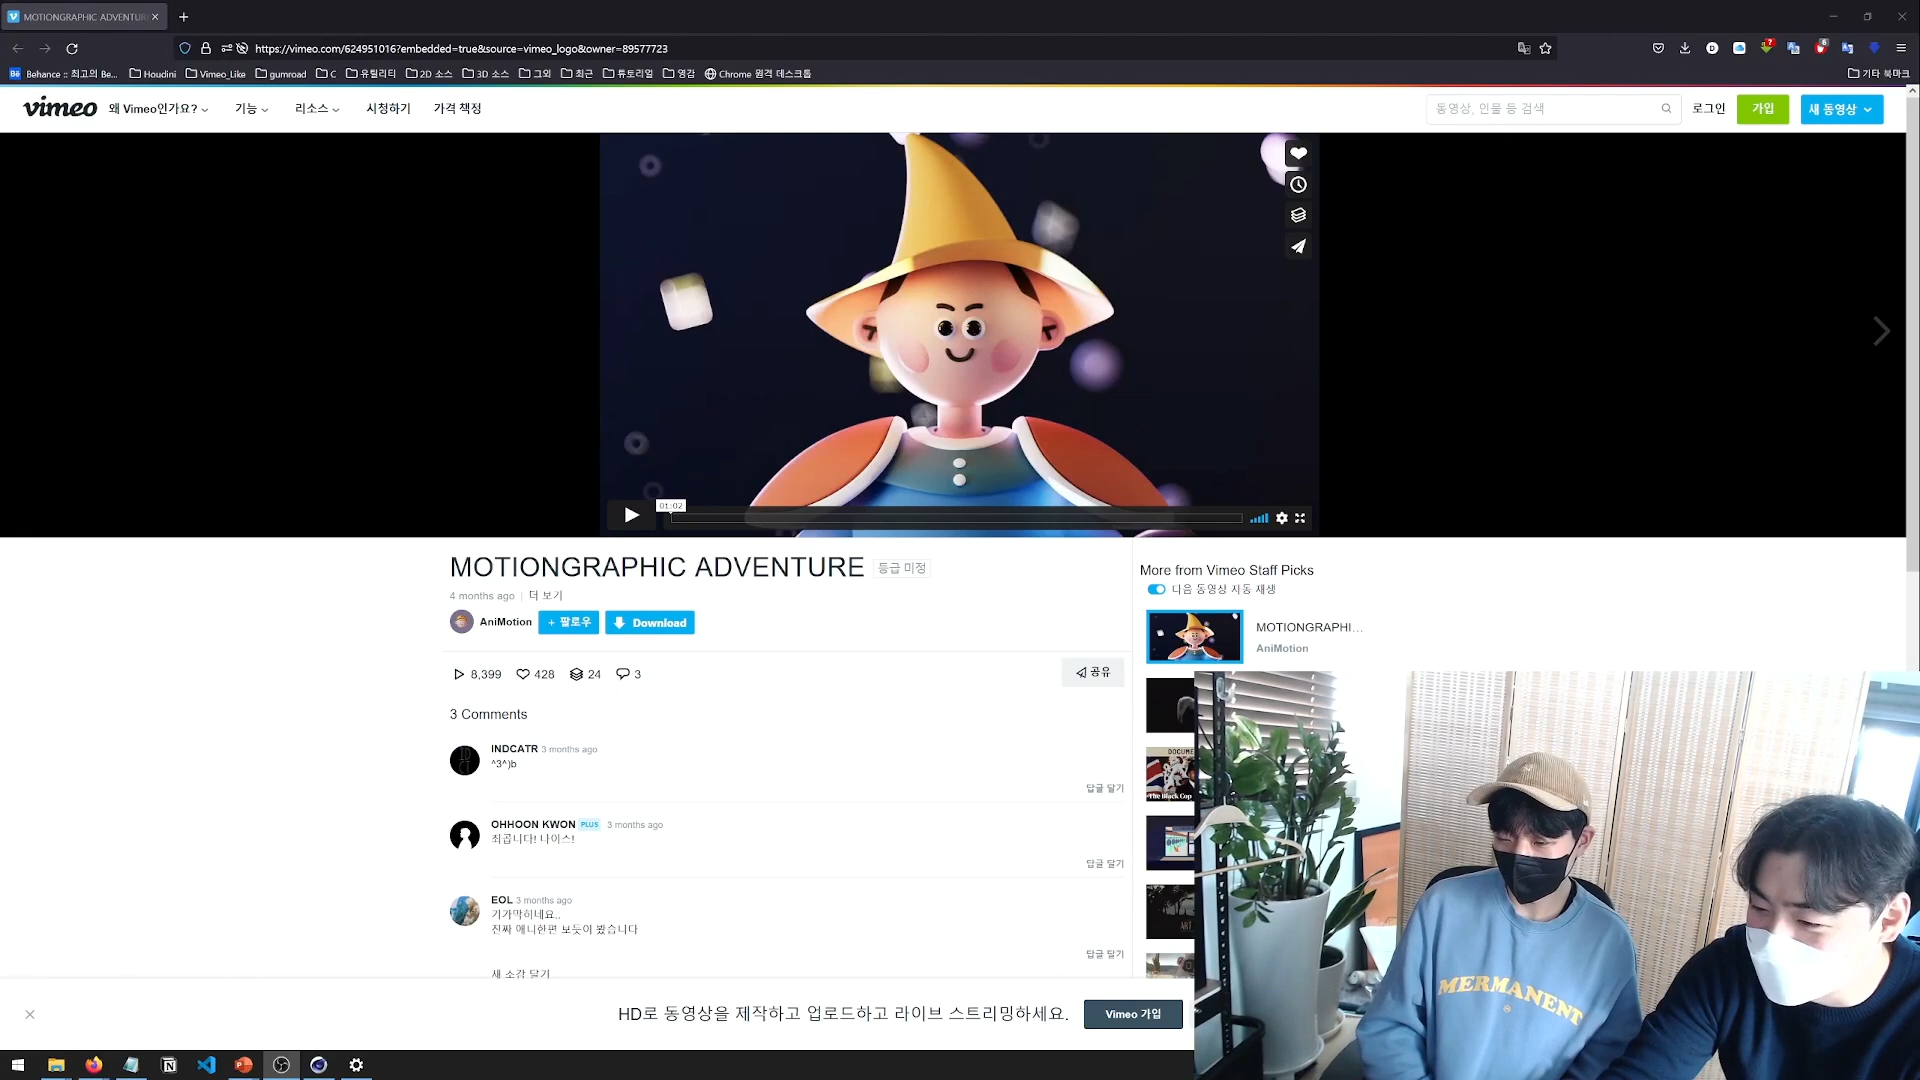 MOTIONGRAPHIC ADVENTUR
https://vimeo.com/624951016?embedded=true&source=vimeo_logo&owner=89577723
Behance :: 최고의 Be...
Houdini
Vimeo_Like
gumroad
C
유틸리티
2D 소스
3D 소스
그외
최근
튜토리얼
영감
Chrome 원격 데스크톱
기타 북마크
vimeo
왜 Vimeo인가요?
기능
리소스
시청하기
가격 책정
동영상, 인물 등 검색
로그인
가입
새 동영상
01:02
MOTIONGRAPHIC ADVENTURE
등급 미정
4 months ago | 더 보기
AniMotion
+ 팔로우
Download
8,399
428
24
3
공유
3 Comments
INDCATR 3 months ago
^3^)b
답글 달기
OHHOON KWON PLUS 3 months ago
죄곱니다! 나이스!
답글 달기
EOL 3 months ago
기가막히네요..
진짜 애니한편 보듯이 봤습니다
답글 달기
새 소감 달기
More from Vimeo Staff Picks
다음 동영상 자동 재생
MOTIONGRAPHI...
AniMotion
DOCUME
The Black Cop
ART
HD로 동영상을 제작하고 업로드하고 라이브 스트리밍하세요.
Vimeo 가입
MERMANENT